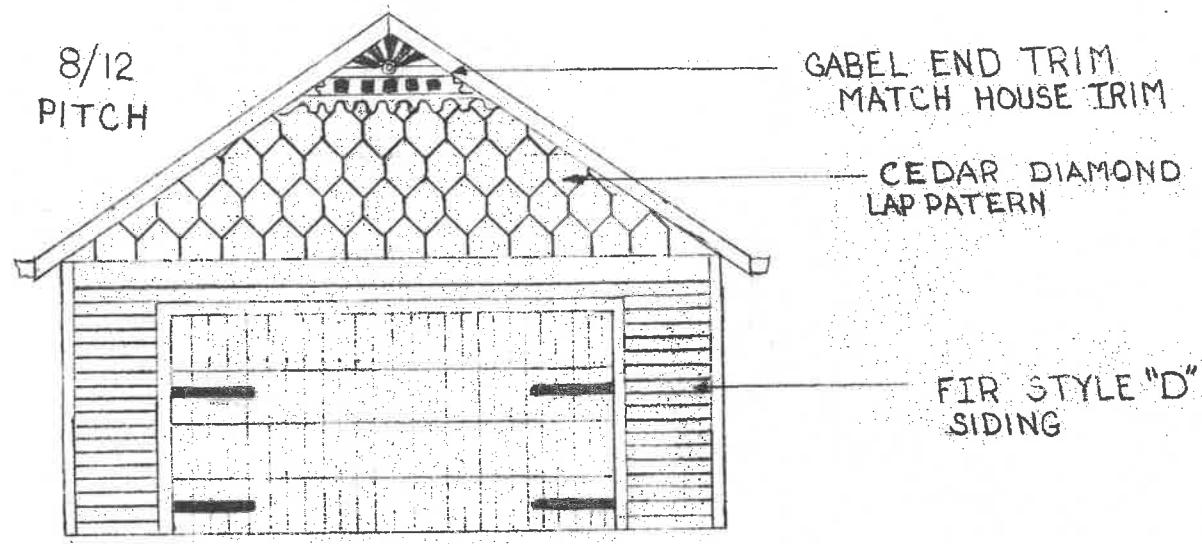 8/12
PITCH
GABEL END TRIM
MATCH HOUSE TRIM
CEDAR DIAMOND
LAP PATERN
FIR STYLE "D"
SIDING